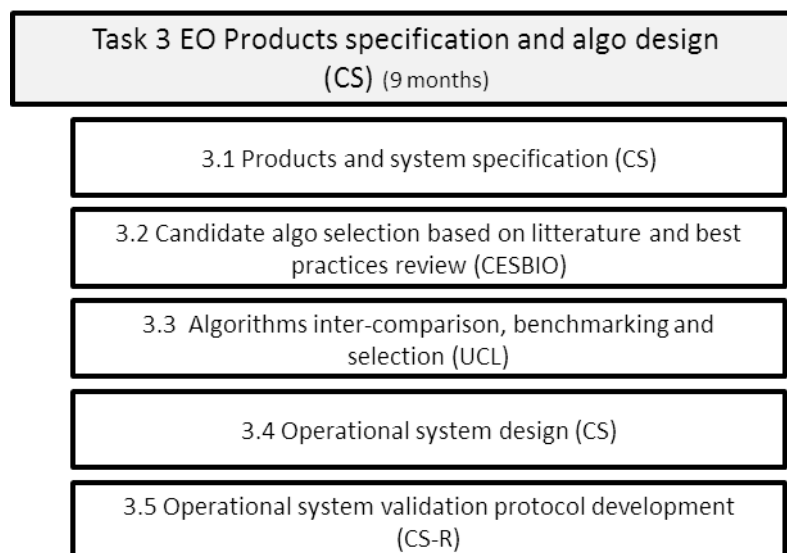 Task 3 EO Products specification and algo design
(CS) (9 months)
3.1 Products and system specification (CS)
3.2 Candidate algo selection based on litterature and best
practices review (CESBIO)
3.3 Algorithms inter-comparison, benchmarking and
selection (UCL)
3.4 Operational system design (CS)
3.5 Operational system validation protocol development
(CS-R)